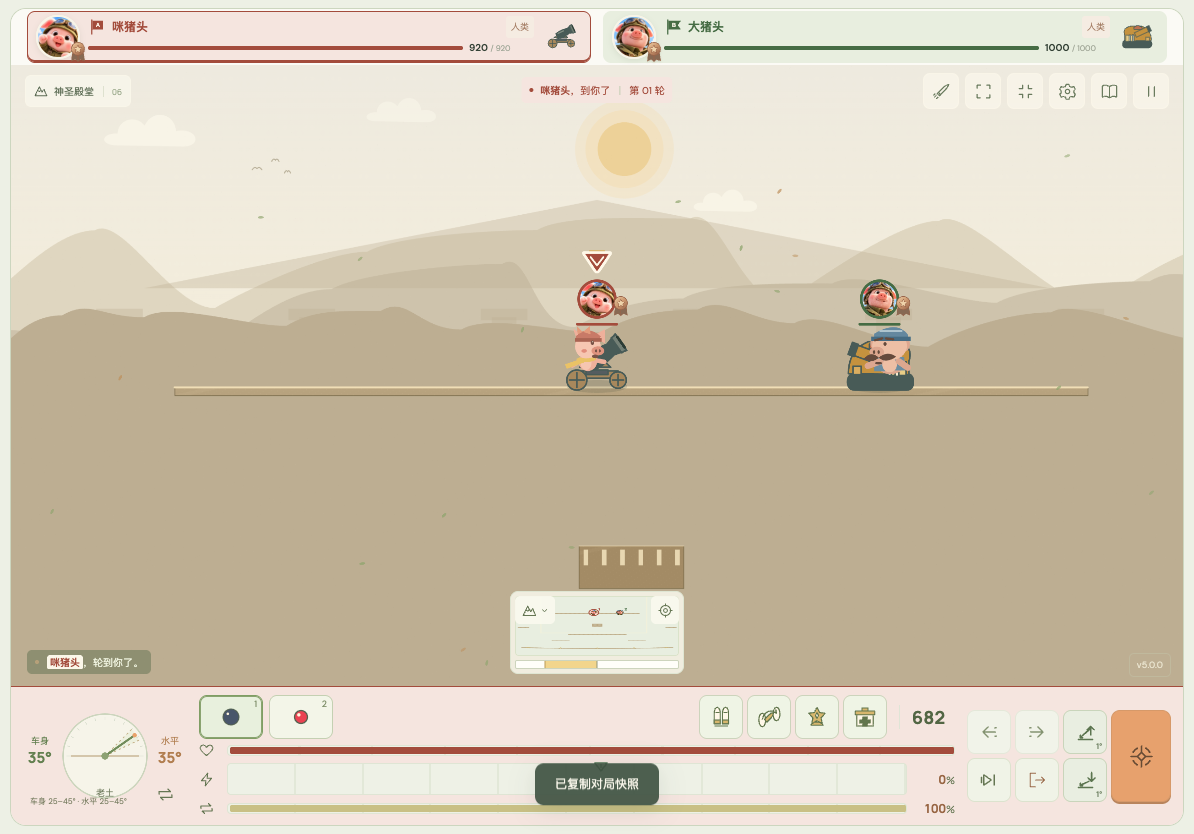 咪猪头
人类
920 / 920
大猪头
人类
1000 / 1000
神圣殿堂 06
咪猪头，到你了 第 01 轮
咪猪头，轮到你了。
v5.0.0
车身
35°
水平
35°
老土
车身 25–45° · 水平 25–45°
1
2
682
0%
100%
已复制对局快照
1°
1°